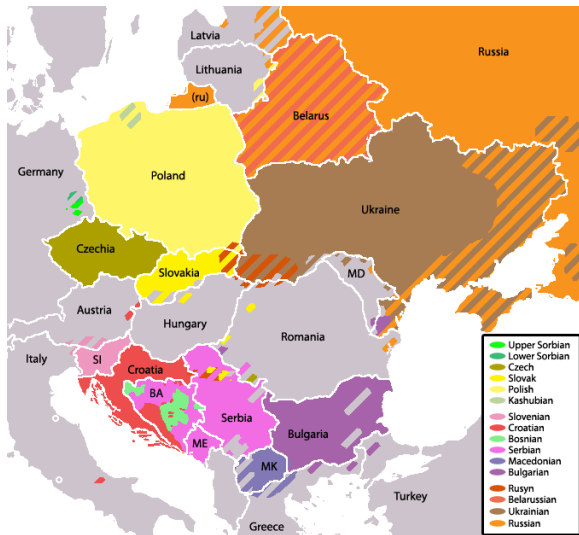 Latvia
Russia
Lithuania
(ru)
Belarus
Germany
Poland
Ukraine
Czechia
Slovakia
MD
Austria
Hungary
Romania
Italy
SI
Croatia
BA
Serbia
ME
Bulgaria
MK
Turkey
Greece
Upper Sorbian
Lower Sorbian
Czech
Slovak
Polish
Kashubian
Slovenian
Croatian
Bosnian
Serbian
Macedonian
Bulgarian
Rusyn
Belarussian
Ukrainian
Russian